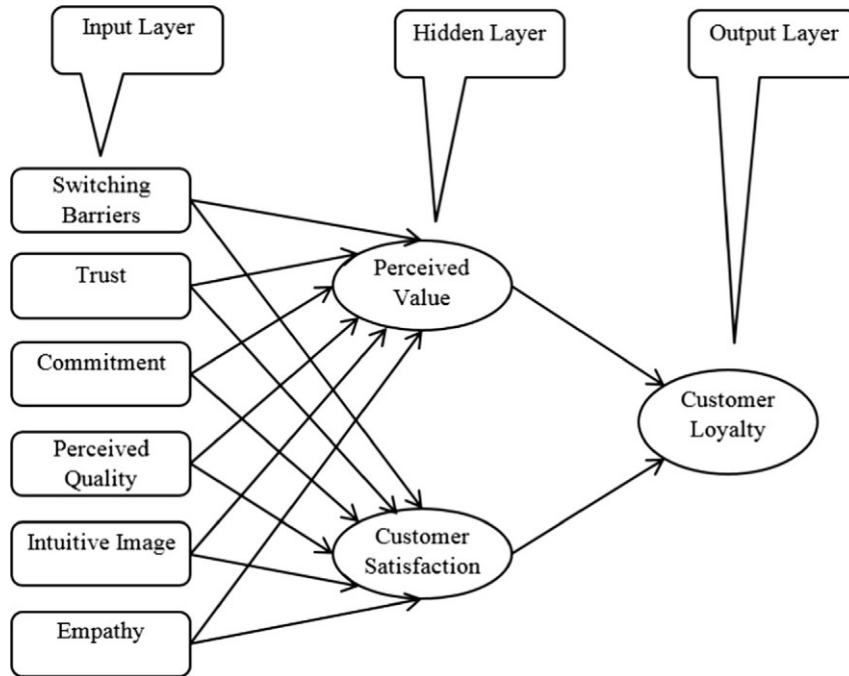 Input Layer
Hidden Layer
Output Layer
Switching
Barriers
Trust
Commitment
Perceived
Quality
Intuitive Image
Empathy
Perceived
Value
Customer
Satisfaction
Customer
Loyalty